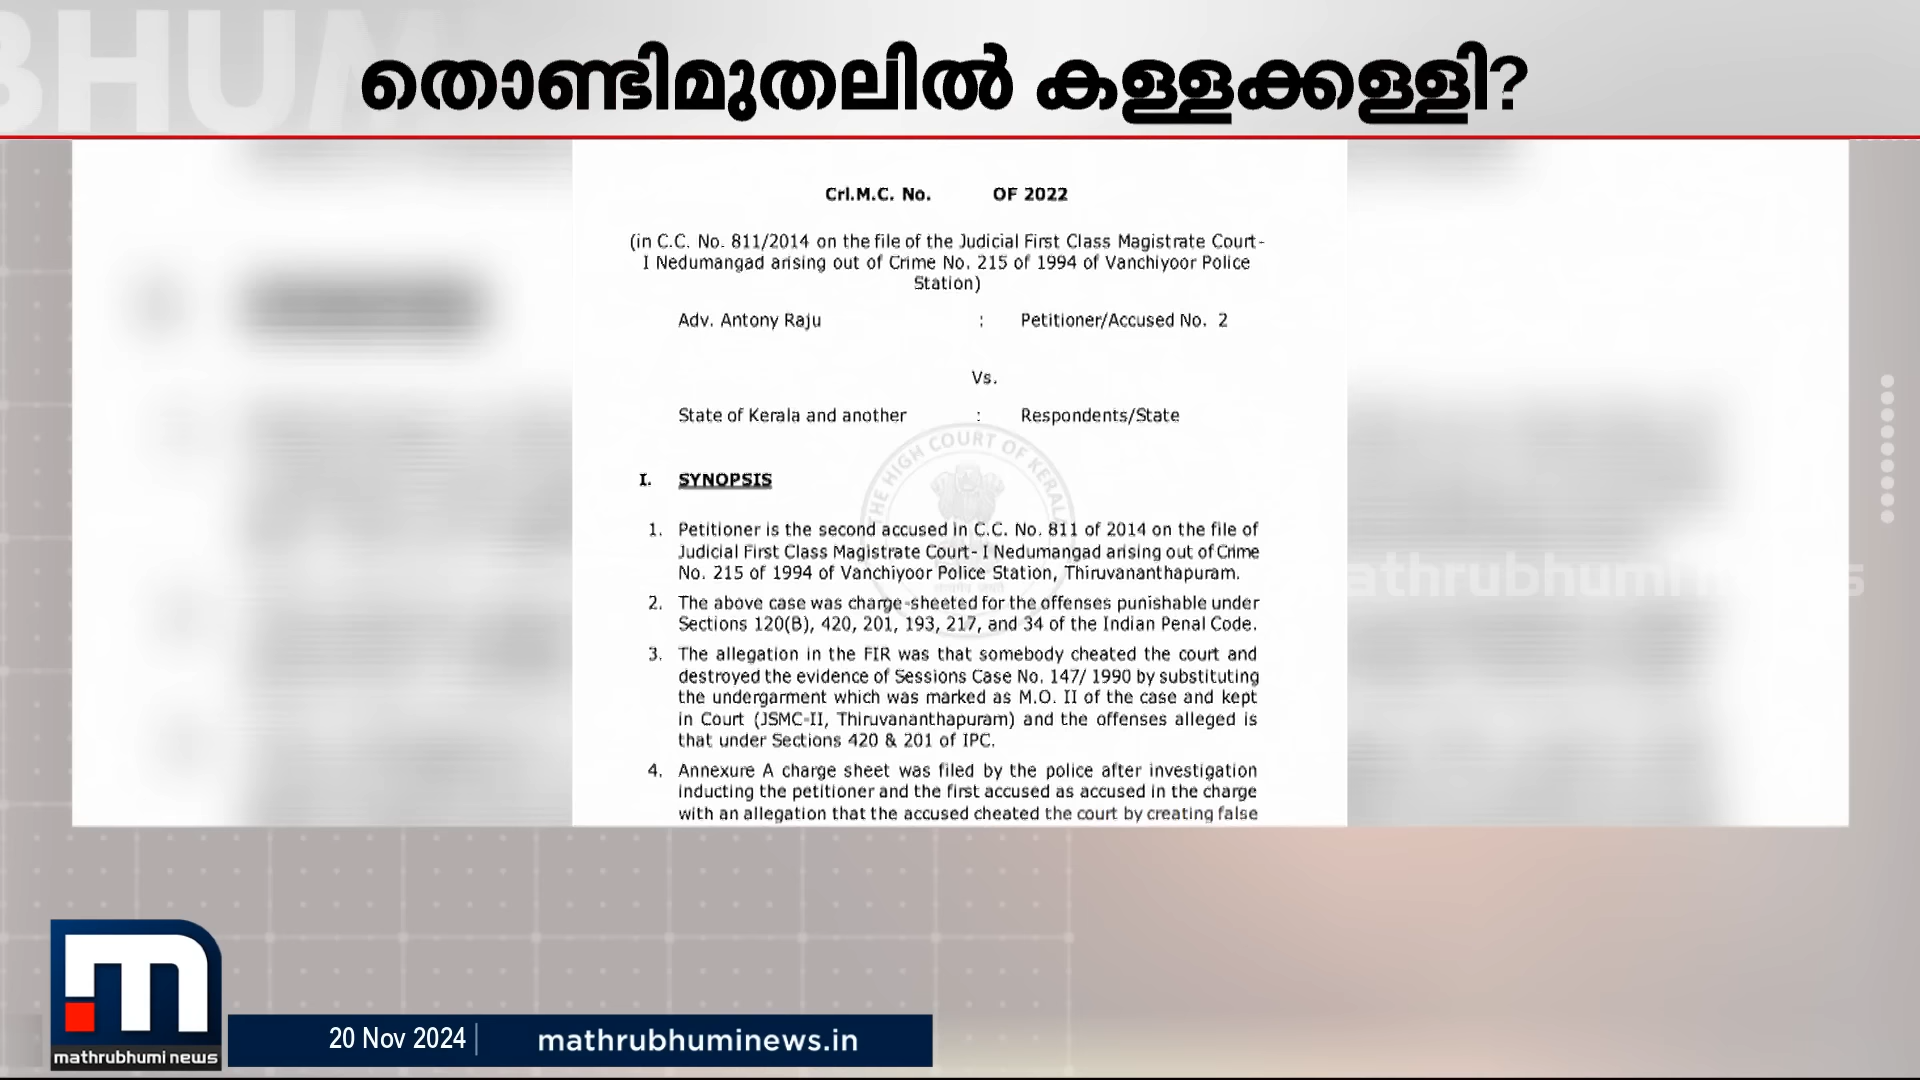 BHUM
തൊണ്ടിമുതലിൽ കള്ളക്കള്ളി?
Crl.M.C. No. OF 2022
(in C.C. No. 811/2014 on the file of the Judicial First Class Magistrate Court-
I Nedumangad arising out of Crime No. 215 of 1994 of Vanchiyoor Police
Station)
Adv. Antony Raju : Petitioner/Accused No. 2
Vs.
State of Kerala and another : Respondents/State
THE HIGH COURT OF KERALA
I. SYNOPSIS
1. Petitioner is the second accused in C.C. No. 811 of 2014 on the file of
Judicial First Class Magistrate Court- I Nedumangad arising out of Crime
No. 215 of 1994 of Vanchiyoor Police Station, Thiruvananthapuram.
2. The above case was charge-sheeted for the offenses punishable under
Sections 120(B), 420, 201, 193, 217, and 34 of the Indian Penal Code.
3. The allegation in the FIR was that somebody cheated the court and
destroyed the evidence of Sessions Case No. 147/ 1990 by substituting
the undergarment which was marked as M.O. II of the case and kept
in Court (JSMC-II, Thiruvananthapuram) and the offenses alleged is
that under Sections 420 & 201 of IPC.
4. Annexure A charge sheet was filed by the police after investigation
inducting the petitioner and the first accused as accused in the charge
with an allegation that the accused cheated the court by creating false
mathrubhumi news
mathrubhumi news
20 Nov 2024
mathrubhuminews.in